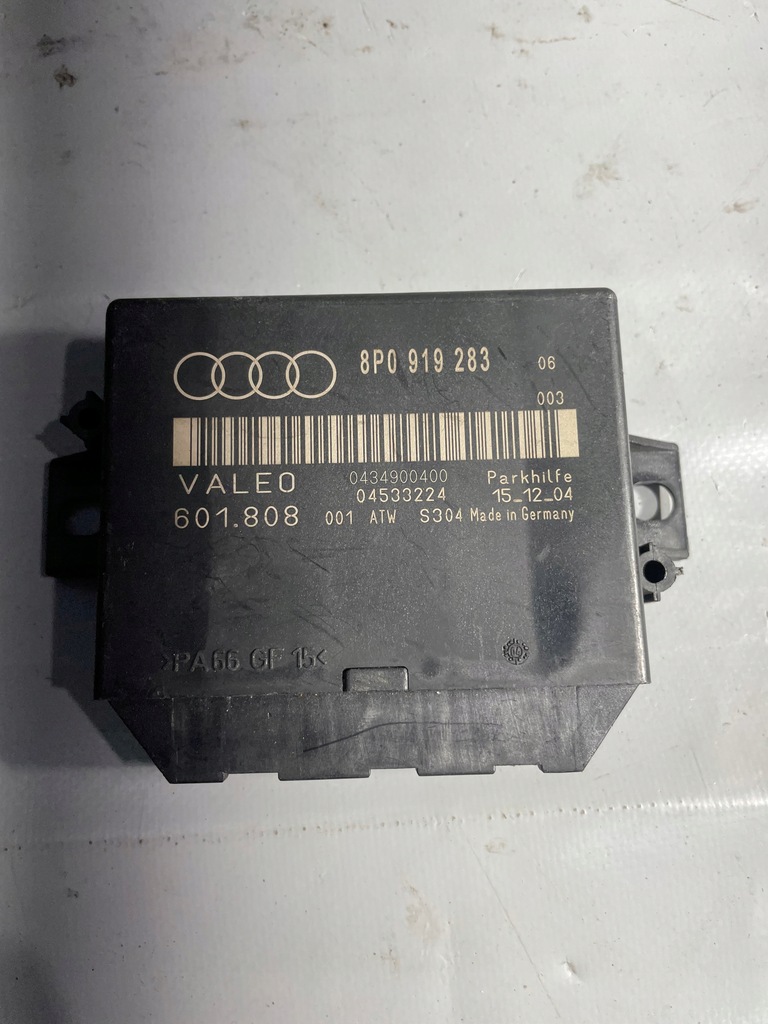 8P0 919 283 06
003
VALEO 0434900400 Parkhilfe
04533224 15_12_04
601.808 001 ATW S304 Made in Germany
>PA66 GF 15<